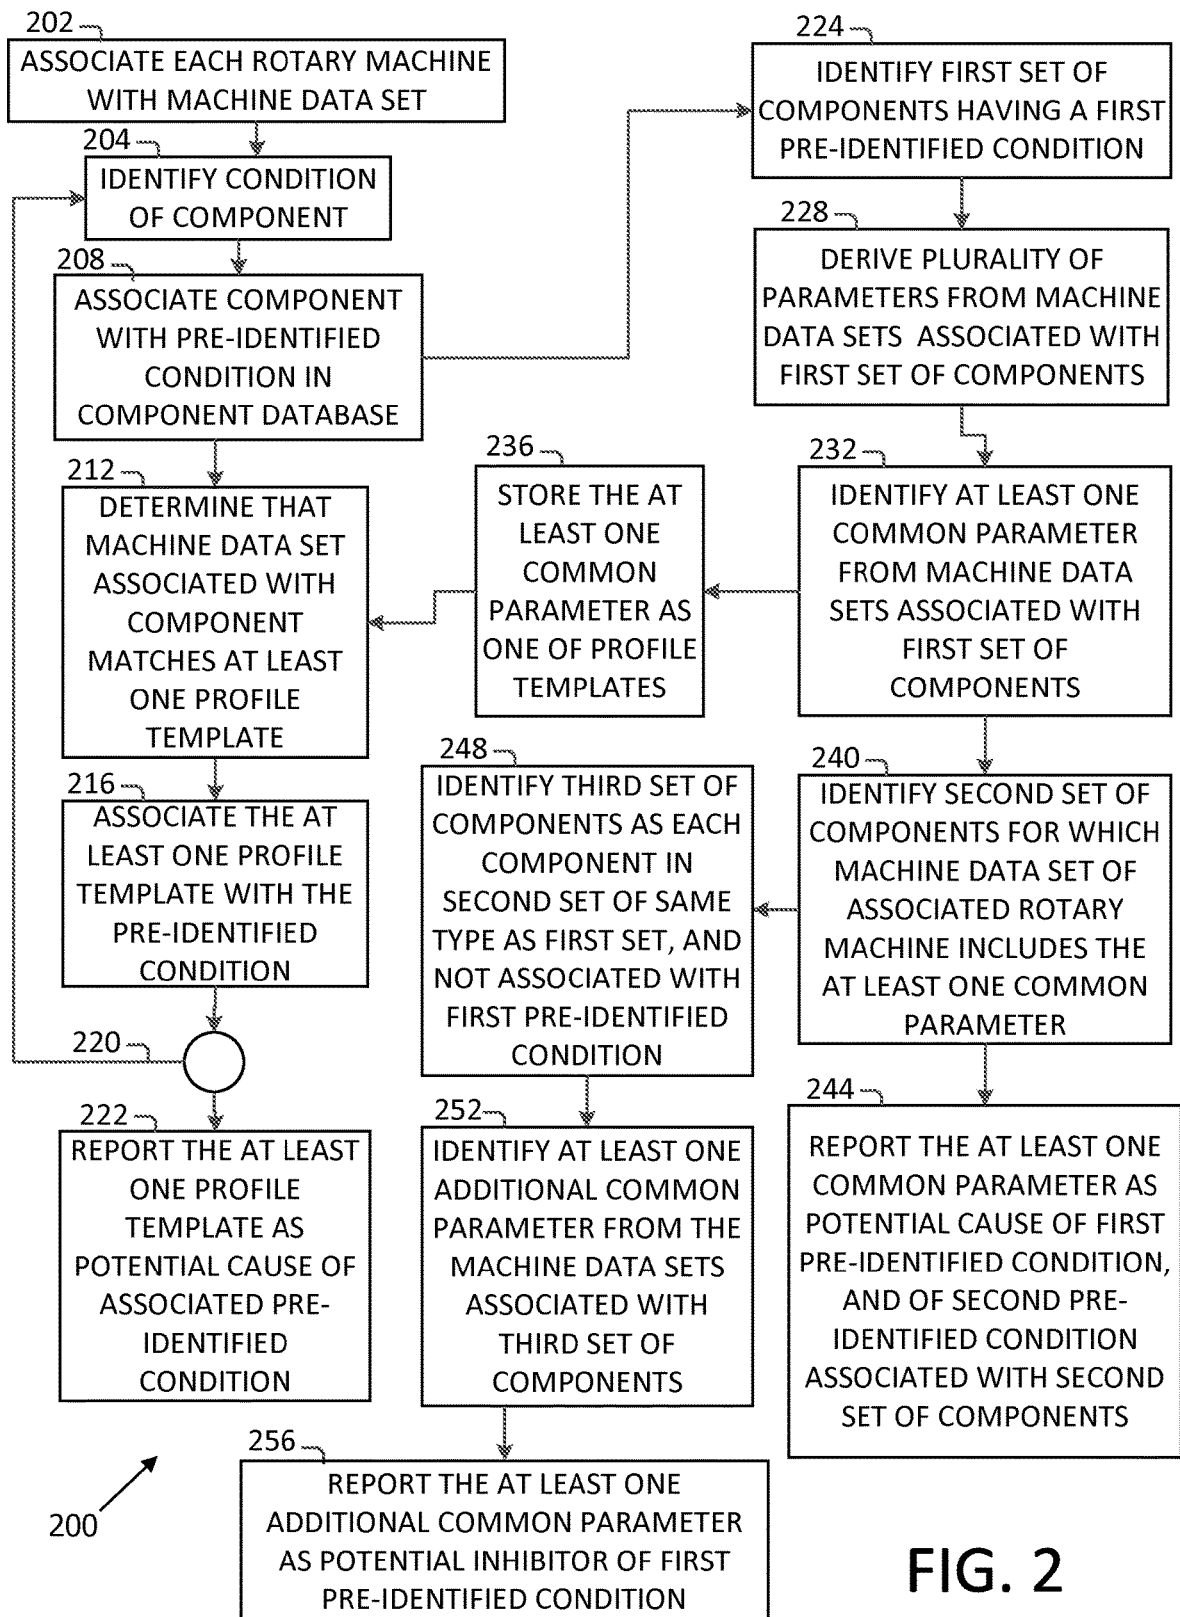 202
ASSOCIATE EACH ROTARY MACHINE
WITH MACHINE DATA SET
204
IDENTIFY CONDITION
OF COMPONENT
208
ASSOCIATE COMPONENT
WITH PRE-IDENTIFIED
CONDITION IN
COMPONENT DATABASE
212
DETERMINE THAT
MACHINE DATA SET
ASSOCIATED WITH
COMPONENT
MATCHES AT LEAST
ONE PROFILE
TEMPLATE
216
ASSOCIATE THE AT
LEAST ONE PROFILE
TEMPLATE WITH THE
PRE-IDENTIFIED
CONDITION
220
222
REPORT THE AT LEAST
ONE PROFILE
TEMPLATE AS
POTENTIAL CAUSE OF
ASSOCIATED PRE-
IDENTIFIED
CONDITION
224
IDENTIFY FIRST SET OF
COMPONENTS HAVING A FIRST
PRE-IDENTIFIED CONDITION
228
DERIVE PLURALITY OF
PARAMETERS FROM MACHINE
DATA SETS ASSOCIATED WITH
FIRST SET OF COMPONENTS
232
IDENTIFY AT LEAST ONE
COMMON PARAMETER
FROM MACHINE DATA
SETS ASSOCIATED WITH
FIRST SET OF
COMPONENTS
236
STORE THE AT
LEAST ONE
COMMON
PARAMETER AS
ONE OF PROFILE
TEMPLATES
240
IDENTIFY SECOND SET OF
COMPONENTS FOR WHICH
MACHINE DATA SET OF
ASSOCIATED ROTARY
MACHINE INCLUDES THE
AT LEAST ONE COMMON
PARAMETER
244
REPORT THE AT LEAST ONE
COMMON PARAMETER AS
POTENTIAL CAUSE OF FIRST
PRE-IDENTIFIED CONDITION,
AND OF SECOND PRE-
IDENTIFIED CONDITION
ASSOCIATED WITH SECOND
SET OF COMPONENTS
248
IDENTIFY THIRD SET OF
COMPONENTS AS EACH
COMPONENT IN
SECOND SET OF SAME
TYPE AS FIRST SET, AND
NOT ASSOCIATED WITH
FIRST PRE-IDENTIFIED
CONDITION
252
IDENTIFY AT LEAST ONE
ADDITIONAL COMMON
PARAMETER FROM THE
MACHINE DATA SETS
ASSOCIATED WITH
THIRD SET OF
COMPONENTS
256
REPORT THE AT LEAST ONE
ADDITIONAL COMMON PARAMETER
AS POTENTIAL INHIBITOR OF FIRST
PRE-IDENTIFIED CONDITION
200
FIG. 2